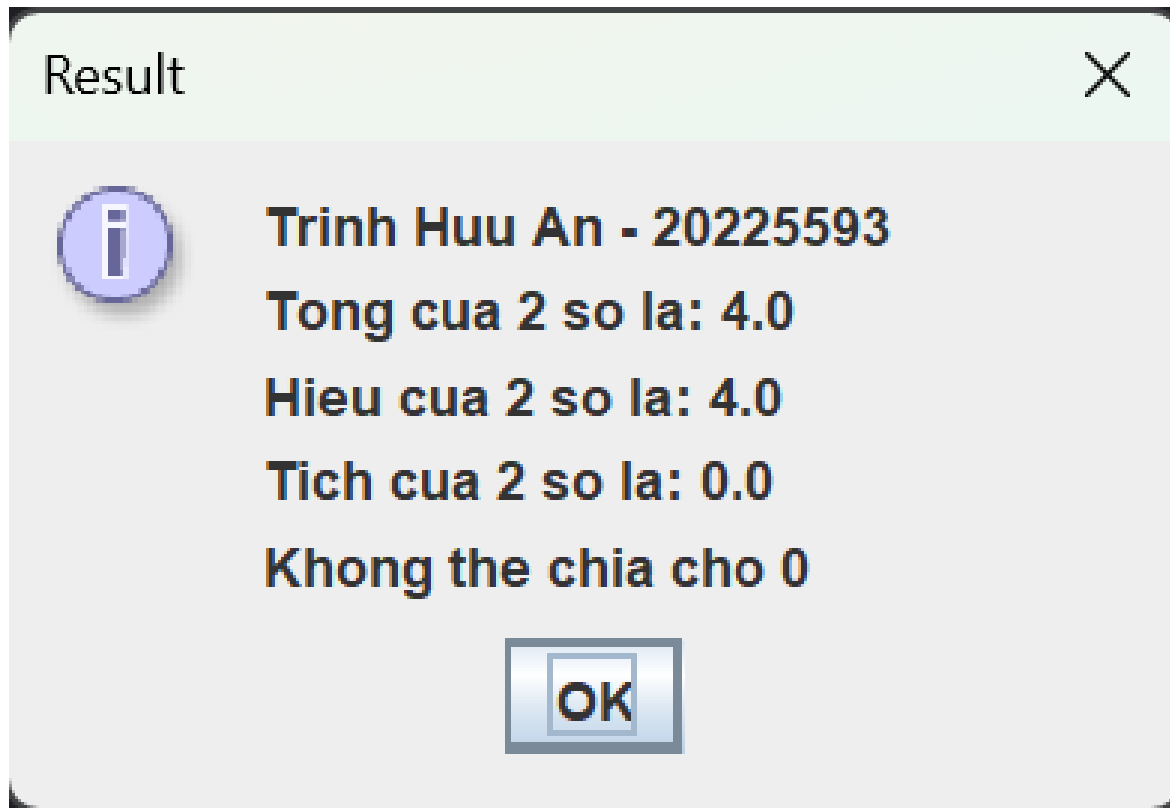 Result
Trinh Huu An - 20225593
Tong cua 2 so la: 4.0
Hieu cua 2 so la: 4.0
Tich cua 2 so la: 0.0
Khong the chia cho 0
OK